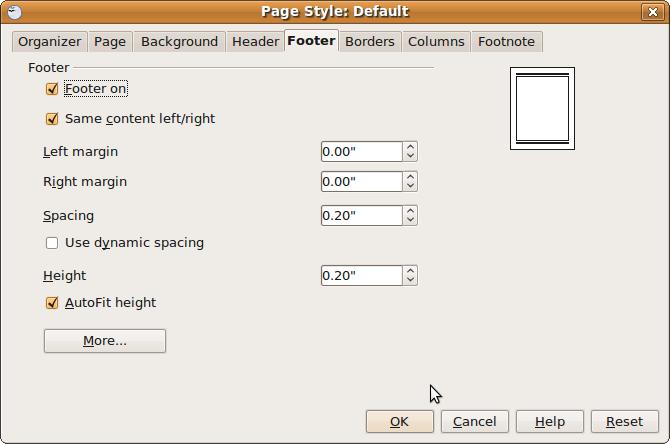 Page Style: Default
Organizer Page Background Header Footer Borders Columns Footnote
Footer
Footer on
Same content left/right
Left margin 0.00"
Right margin 0.00"
Spacing 0.20"
Use dynamic spacing
Height 0.20"
AutoFit height
More...
OK Cancel Help Reset